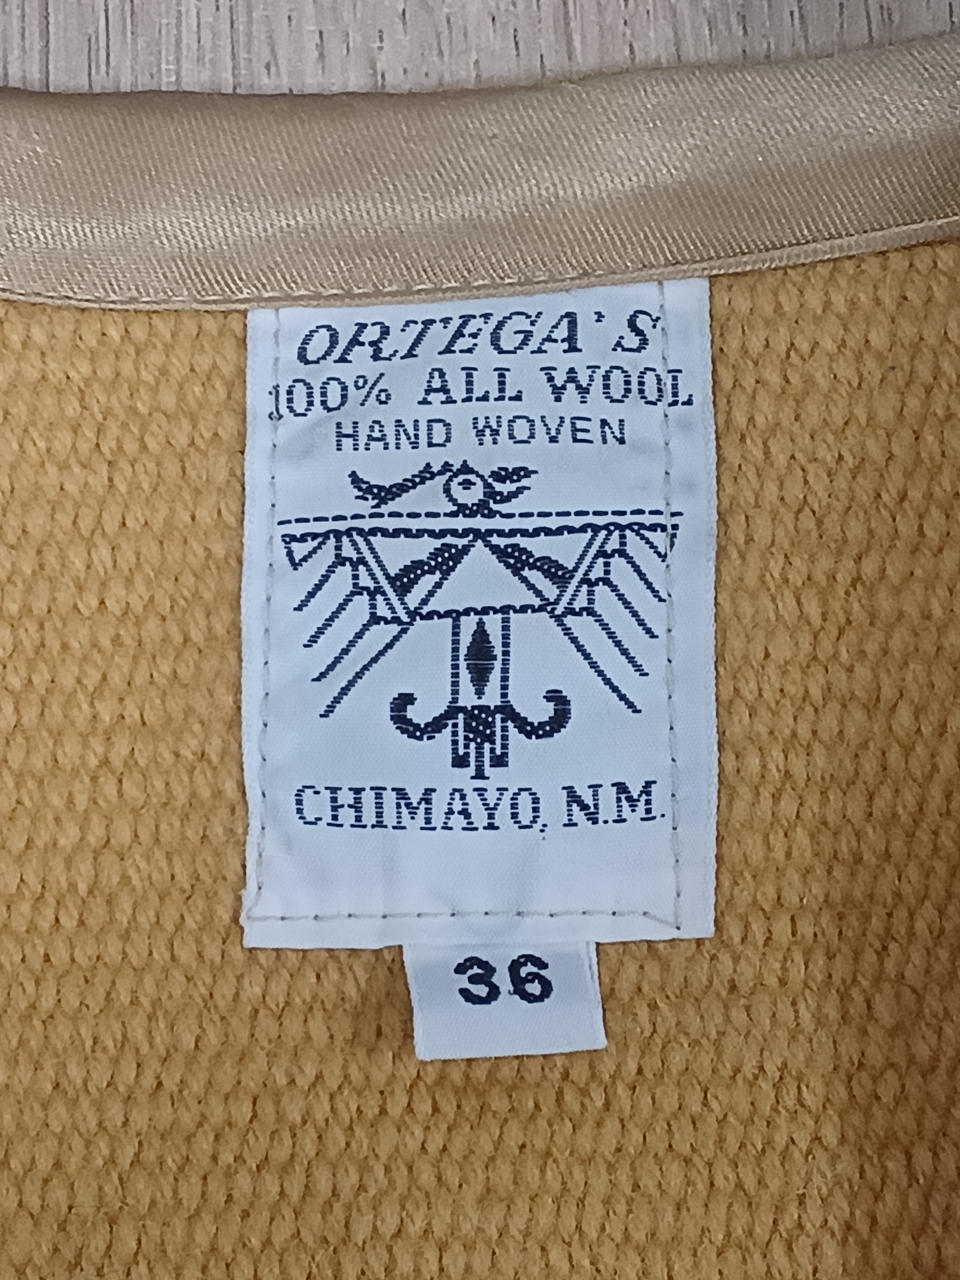 ORTEGA'S
100% ALL WOOL
HAND WOVEN
CHIMAYO, N.M.
36